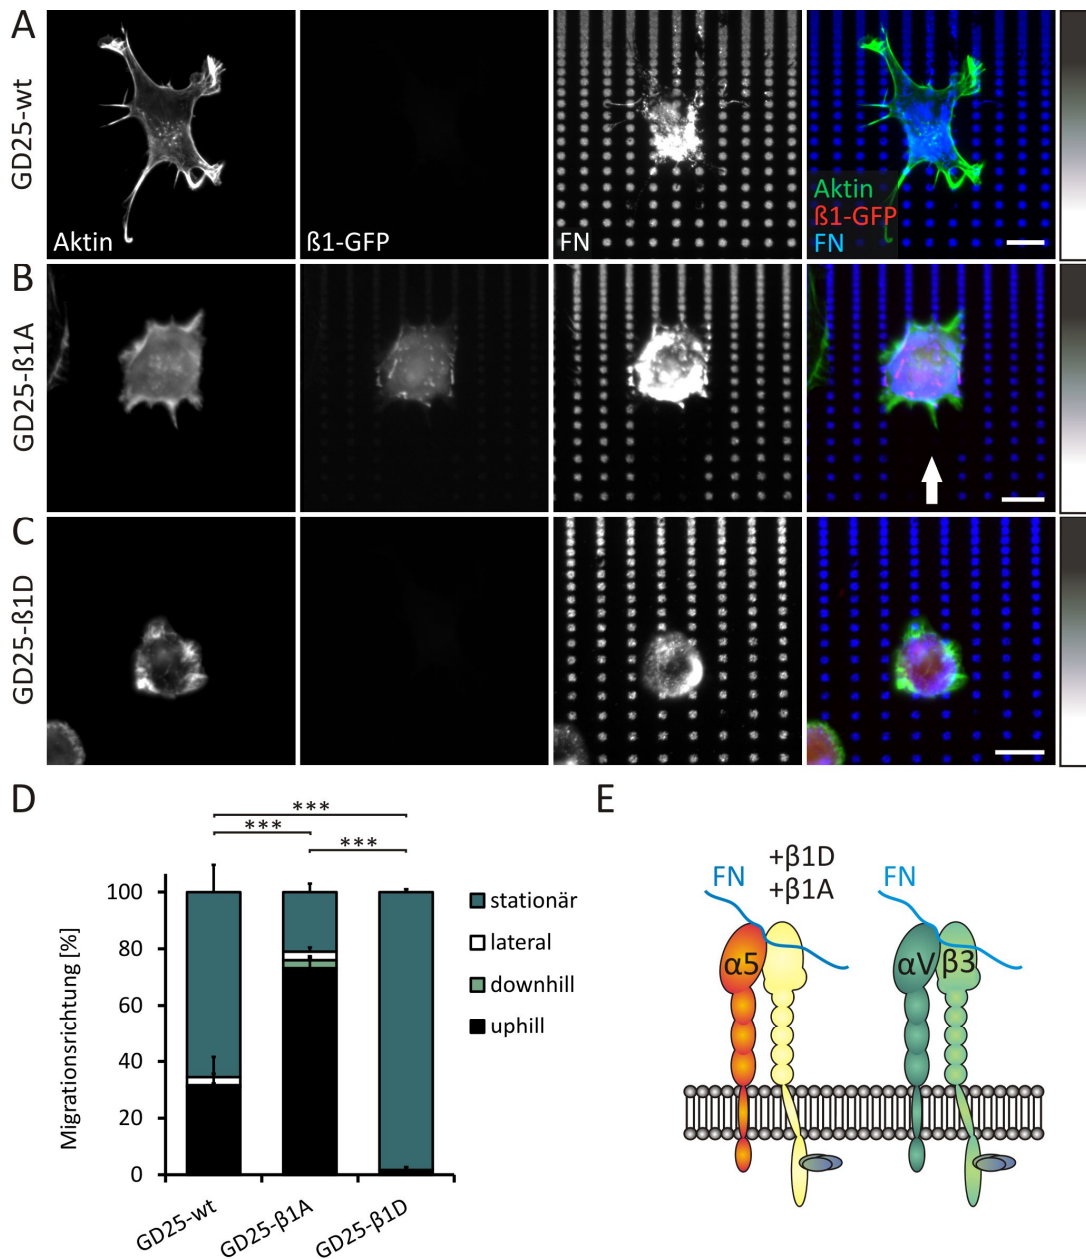 A
GD25-wt
Aktin
ß1-GFP
FN
Aktin
ß1-GFP
FN
B
GD25-ß1A
C
GD25-ß1D
D
***
***
***
Migrationsrichtung [%]
100
80
60
40
20
0
GD25-wt
GD25-β1A
GD25-β1D
stationär
lateral
downhill
uphill
E
FN
+β1D
+β1A
FN
α5
αV
β3